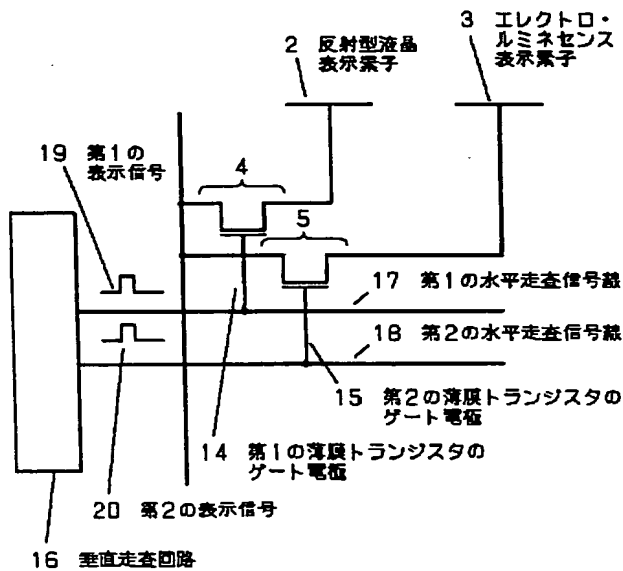 2 反射型液晶
表示素子
3 エレクトロ・
ルミネセンス
表示素子
19 第1の
表示信号
4
5
17 第1の水平走査信号線
18 第2の水平走査信号線
15 第2の薄膜トランジスタの
ゲート電極
14 第1の薄膜トランジスタの
ゲート電極
20 第2の表示信号
16 垂直走査回路